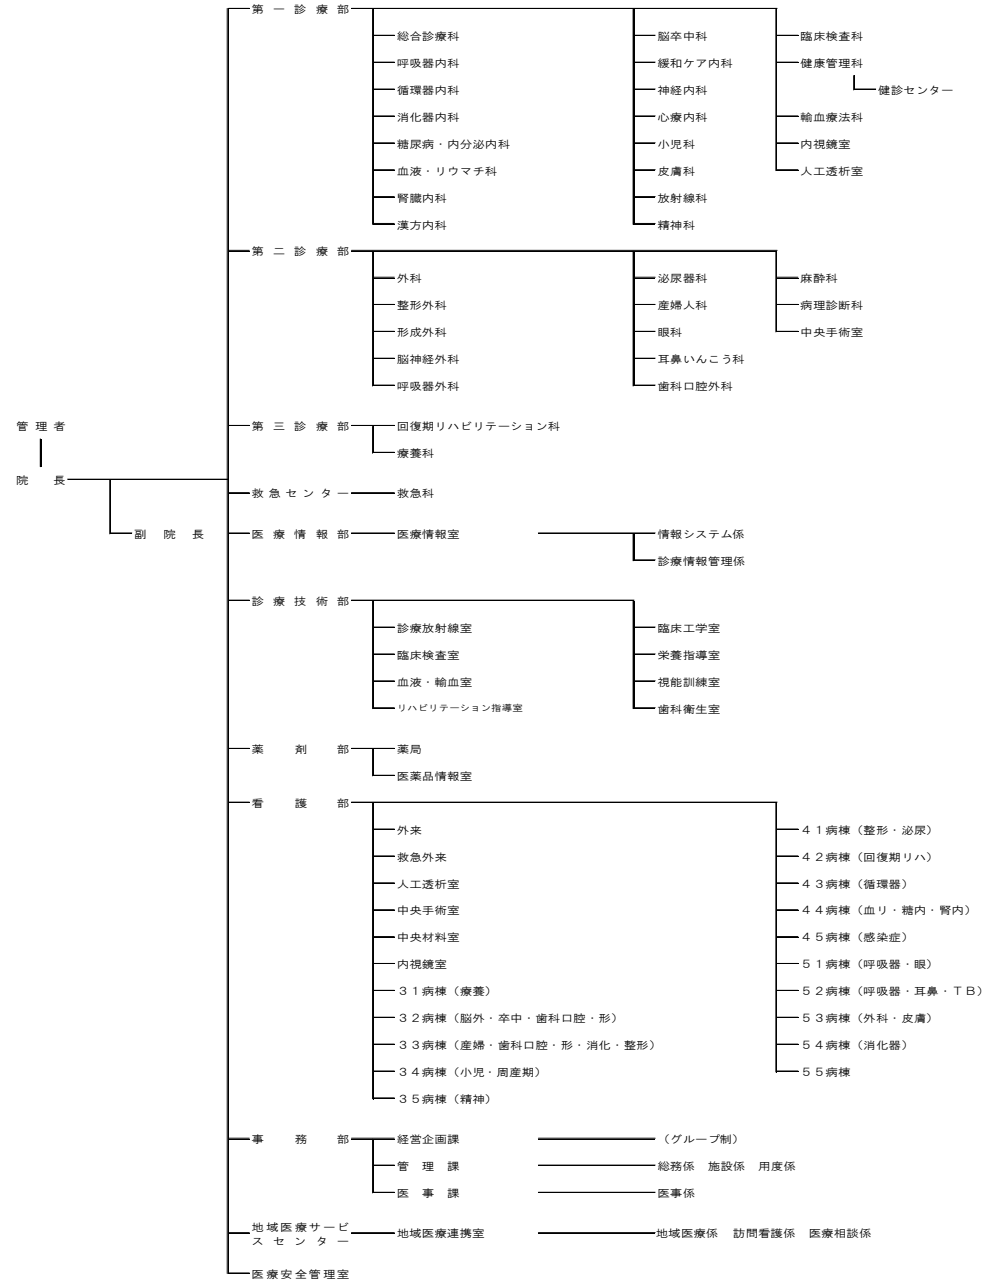 第一診療部
総合診療科 脳卒中科 臨床検査科
呼吸器内科 緩和ケア内科 健康管理科
循環器内科 神経内科 健診センター
消化器内科 心療内科 輸血療法科
糖尿病・内分泌内科 小児科 内視鏡室
血液・リウマチ科 皮膚科 人工透析室
腎臓内科 放射線科
漢方内科 精神科
第二診療部
外科 泌尿器科 麻酔科
整形外科 産婦人科 病理診断科
形成外科 眼科 中央手術室
脳神経外科 耳鼻いんこう科
呼吸器外科 歯科口腔外科
管理者 第三診療部 回復期リハビリテーション科
療養科
院長
救急センター 救急科
副院長 医療情報部 医療情報室 情報システム係
診療情報管理係
診療技術部
診療放射線室 臨床工学室
臨床検査室 栄養指導室
血液・輸血室 視能訓練室
リハビリテーション指導室 歯科衛生室
薬剤部 薬局
医薬品情報室
看護部
外来 41病棟（整形・泌尿）
救急外来 42病棟（回復期リハ）
人工透析室 43病棟（循環器）
中央手術室 44病棟（血リ・糖内・腎内）
中央材料室 45病棟（感染症）
内視鏡室 51病棟（呼吸器・眼）
31病棟（療養） 52病棟（呼吸器・耳鼻・ＴＢ）
32病棟（脳外・卒中・歯科口腔・形） 53病棟（外科・皮膚）
33病棟（産婦・歯科口腔・形・消化・整形） 54病棟（消化器）
34病棟（小児・周産期） 55病棟
35病棟（精神）
事務部 経営企画課 （グループ制）
管理課 総務係 施設係 用度係
医事課 医事係
地域医療サービ
スセンター 地域医療連携室 地域医療係 訪問看護係 医療相談係
医療安全管理室